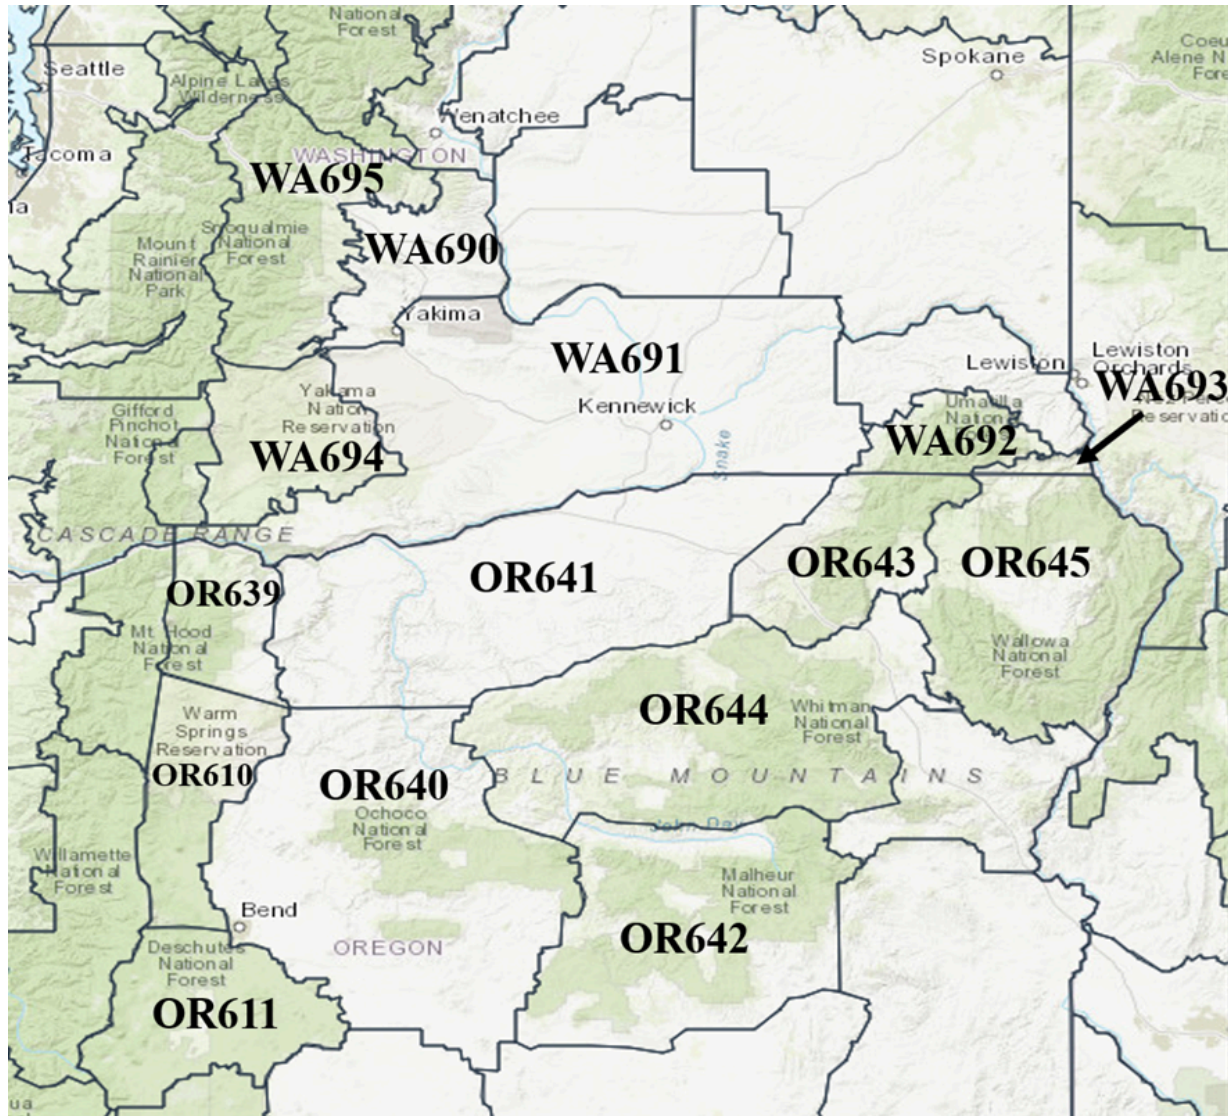 National
Forest
Spokane
Coeu
Alene N
Fore
Seattle
Alpine Lakes
Wilderness
Wenatchee
Tacoma
WASHINGTON
WA695
la
Snoqualmie
National
Forest
Mount
Rainier
National
Park
WA690
Yakima
WA691
Lewiston
Lewiston
Orchards
WA693
Reservatio
Yakama
Nation
Reservation
Kennewick
Umatilla
Nation
WA692
Gifford
Pinchot
National
Forest
WA694
Snake
CASCADE RANGE
OR639
OR641
OR643
OR645
Mt Hood
National
Forest
Wallowa
National
Forest
Warm
Springs
Reservation
OR610
OR644
Whitman
National
Forest
OR640
BLUE MOUNTAINS
Ochoco
National
Forest
John Day
Willamette
National
Forest
Malheur
National
Forest
Bend
OREGON
OR642
Deschutes
National
Forest
OR611
ua